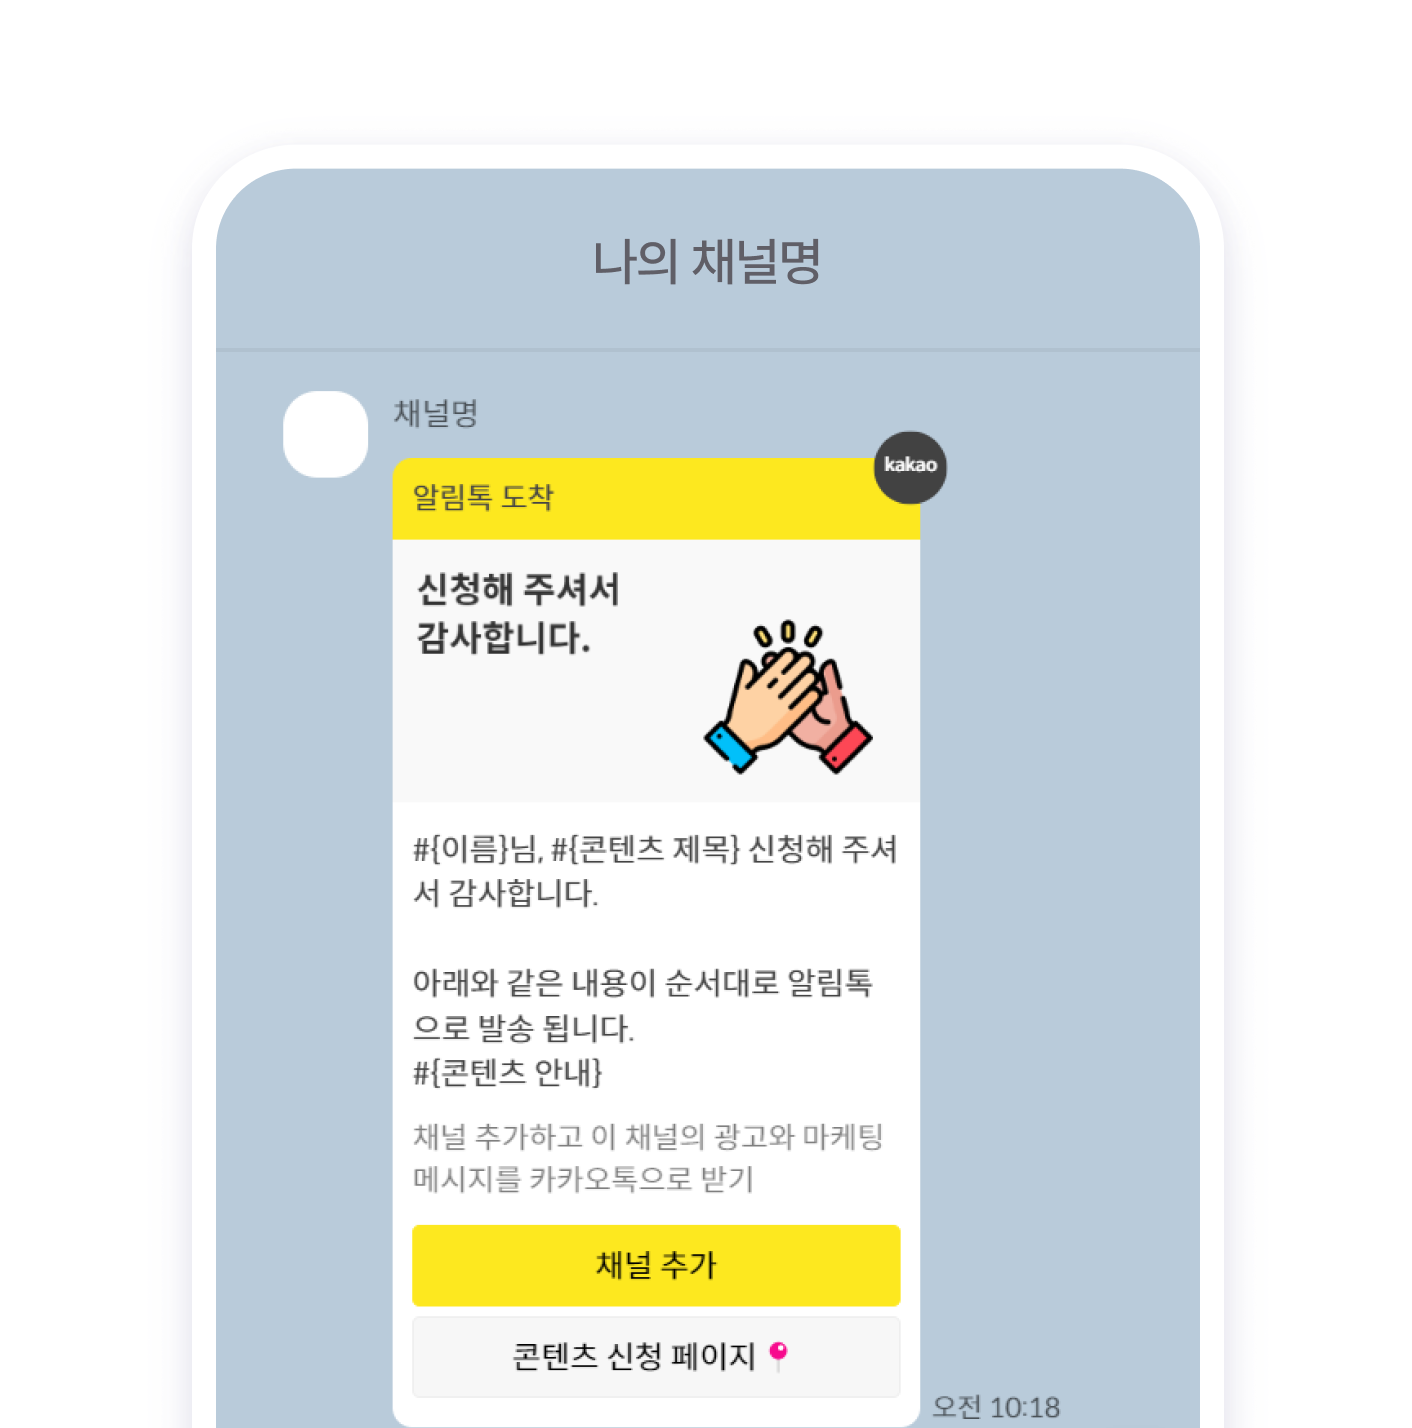 나의 채널명
채널명
kakao
알림톡 도착
신청해 주셔서
감사합니다.
#{이름}님, #{콘텐츠 제목} 신청해 주셔
서 감사합니다.
아래와 같은 내용이 순서대로 알림톡
으로 발송 됩니다.
#{콘텐츠 안내}
채널 추가하고 이 채널의 광고와 마케팅
메시지를 카카오톡으로 받기
채널 추가
콘텐츠 신청 페이지
오전 10:18